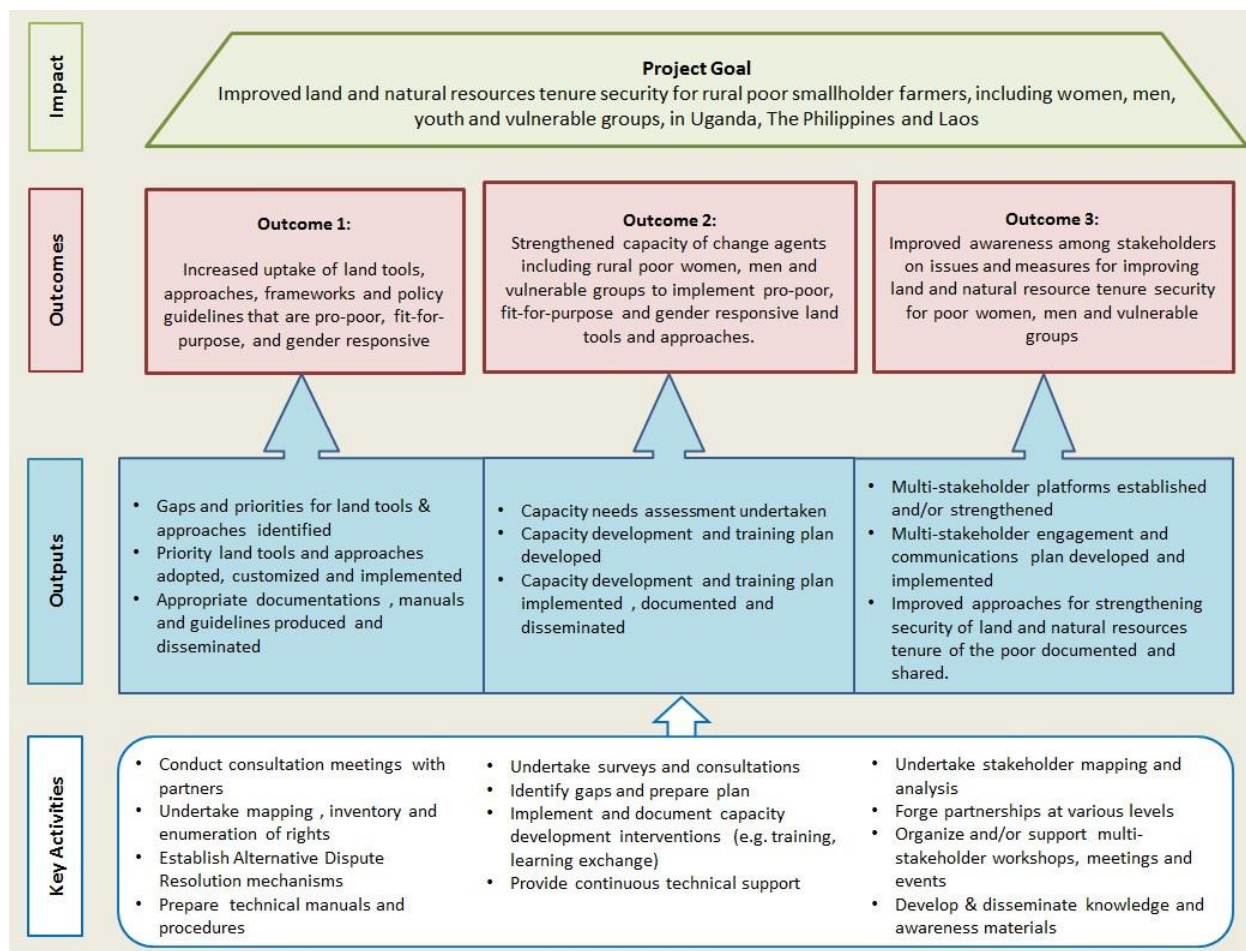 Impact
Project Goal
Improved land and natural resources tenure security for rural poor smallholder farmers, including women, men,
youth and vulnerable groups, in Uganda, The Philippines and Laos
Outcomes
Outcome 1:
Increased uptake of land tools,
approaches, frameworks and policy
guidelines that are pro-poor, fit-for-
purpose, and gender responsive
Outcome 2:
Strengthened capacity of change agents
including rural poor women, men and
vulnerable groups to implement pro-poor,
fit-for-purpose and gender responsive land
tools and approaches.
Outcome 3:
Improved awareness among stakeholders
on issues and measures for improving
land and natural resource tenure security
for poor women, men and vulnerable
groups
Outputs
• Gaps and priorities for land tools &
approaches identified
• Priority land tools and approaches
adopted, customized and implemented
• Appropriate documentations , manuals
and guidelines produced and
disseminated
• Capacity needs assessment undertaken
• Capacity development and training plan
developed
• Capacity development and training plan
implemented , documented and
disseminated
• Multi-stakeholder platforms established
and/or strengthened
• Multi-stakeholder engagement and
communications plan developed and
implemented
• Improved approaches for strengthening
security of land and natural resources
tenure of the poor documented and
shared.
Key Activities
• Conduct consultation meetings with
partners
• Undertake mapping , inventory and
enumeration of rights
• Establish Alternative Dispute
Resolution mechanisms
• Prepare technical manuals and
procedures
• Undertake surveys and consultations
• Identify gaps and prepare plan
• Implement and document capacity
development interventions (e.g. training,
learning exchange)
• Provide continuous technical support
• Undertake stakeholder mapping and
analysis
• Forge partnerships at various levels
• Organize and/or support multi-
stakeholder workshops, meetings and
events
• Develop & disseminate knowledge and
awareness materials